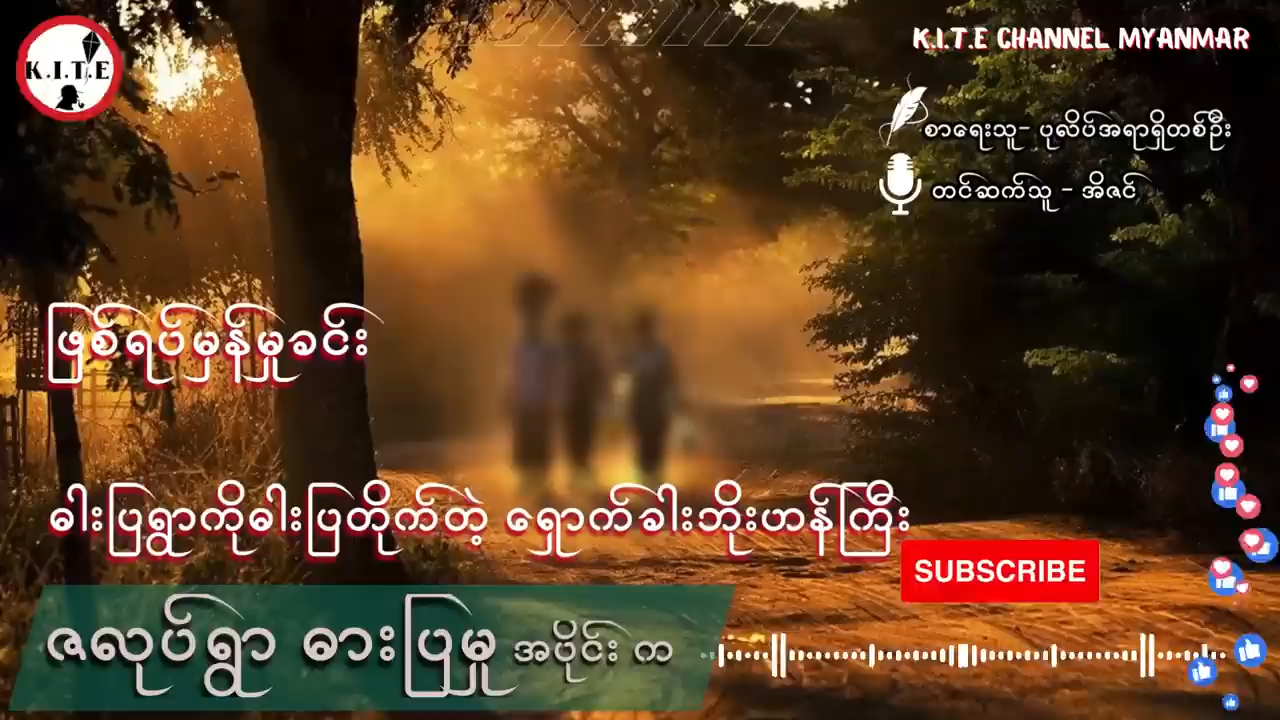 K.I.T.E
K.I.T.E CHANNEL MYANMAR
စာရေးသူ- ပုလိပ်အရာရှိတစ်ဦး
တင်ဆက်သူ - အိဇင်
ဖြစ်ရပ်မှန်မှုခင်း
ဓါးပြရွာကိုဓါးပြတိုက်တဲ့ ရှောက်ခါးဘိုးဟန်ကြီး
SUBSCRIBE
ဇလုပ်ရွာ ဓားပြမှု အပိုင်း က